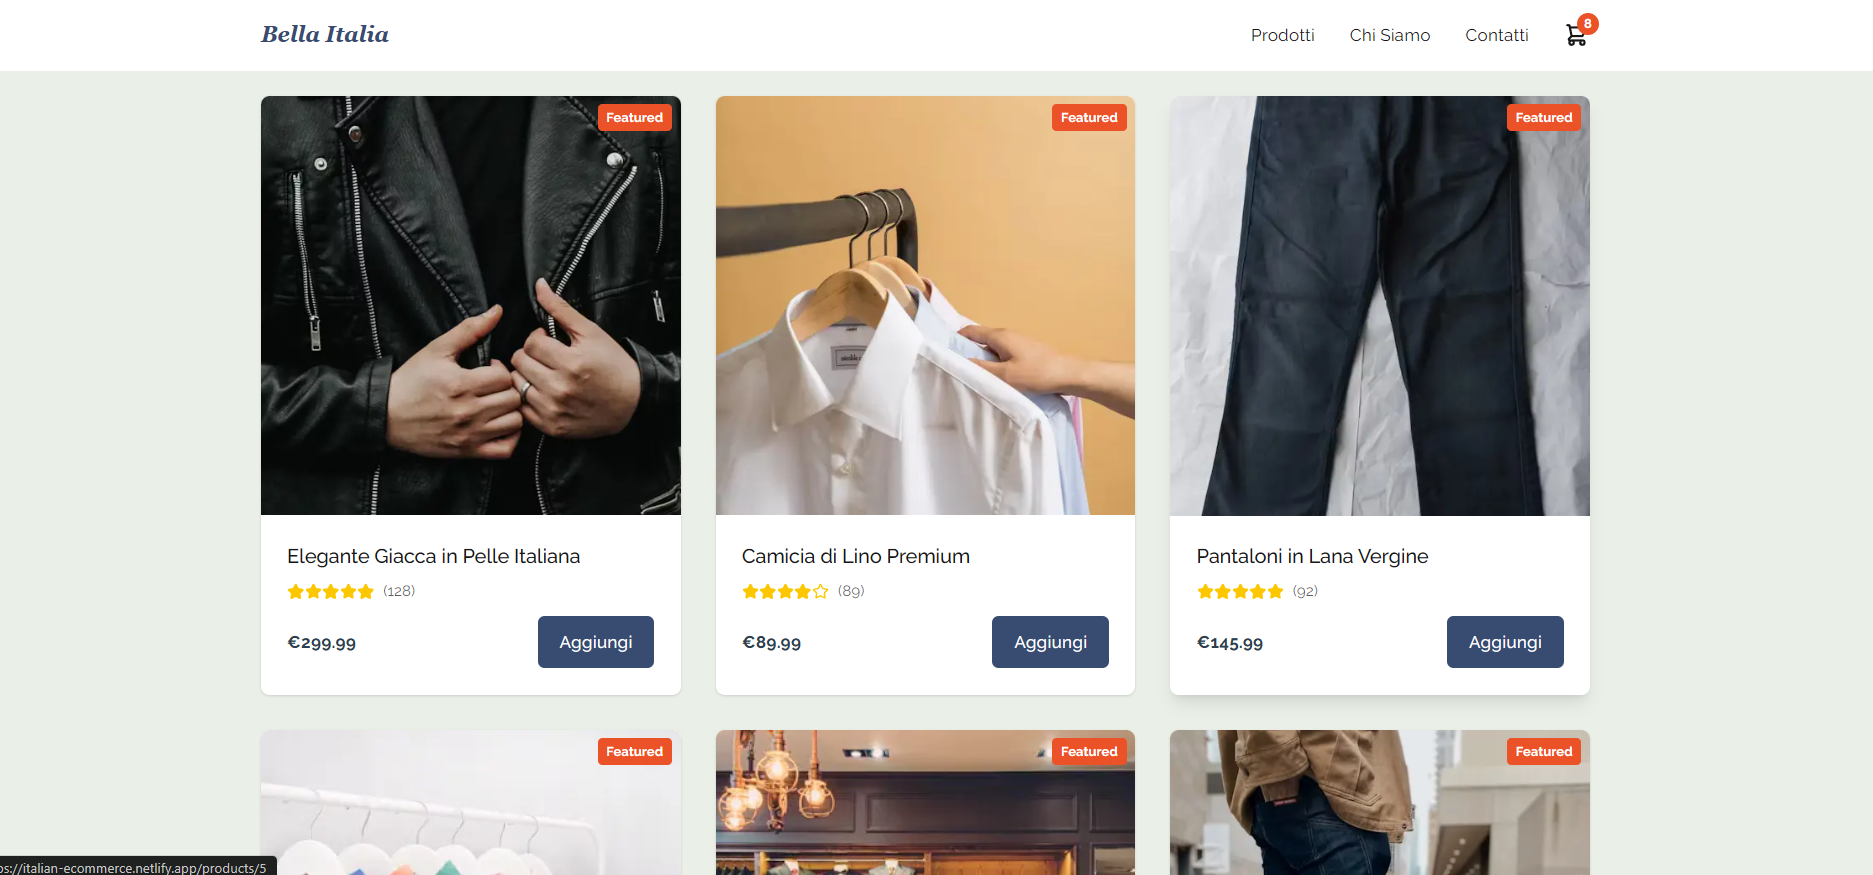 Bella Italia
Prodotti
Chi Siamo
Contatti
8
Featured
Featured
Featured
Elegante Giacca in Pelle Italiana
(128)
€299.99
Aggiungi
Camicia di Lino Premium
(89)
€89.99
Aggiungi
Pantaloni in Lana Vergine
(92)
€145.99
Aggiungi
Featured
Featured
Featured
ps://italian-ecommerce.netlify.app/products/5